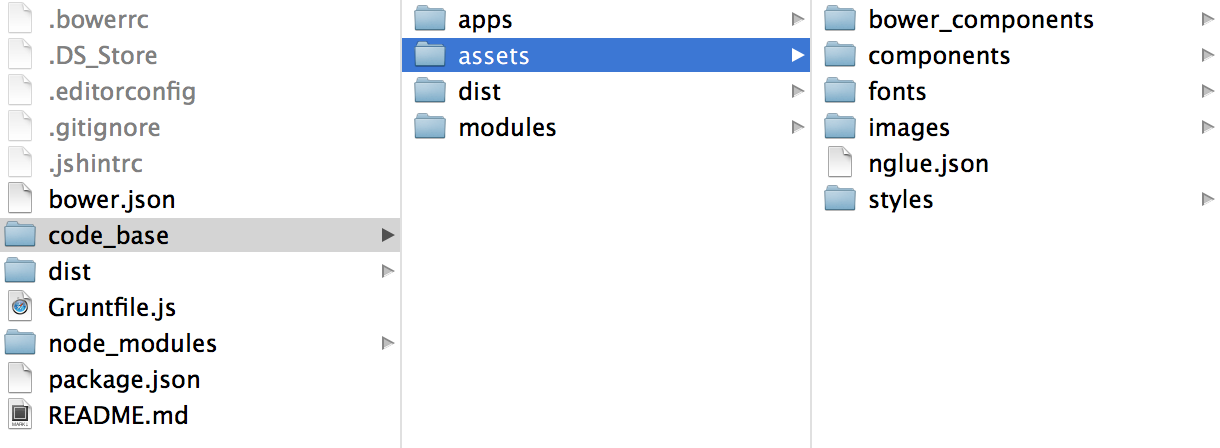 .bowerrc
.DS_Store
.editorconfig
.gitignore
.jshintrc
bower.json
code_base
dist
Gruntfile.js
node_modules
package.json
README.md
apps
assets
dist
modules
bower_components
components
fonts
images
nglue.json
styles